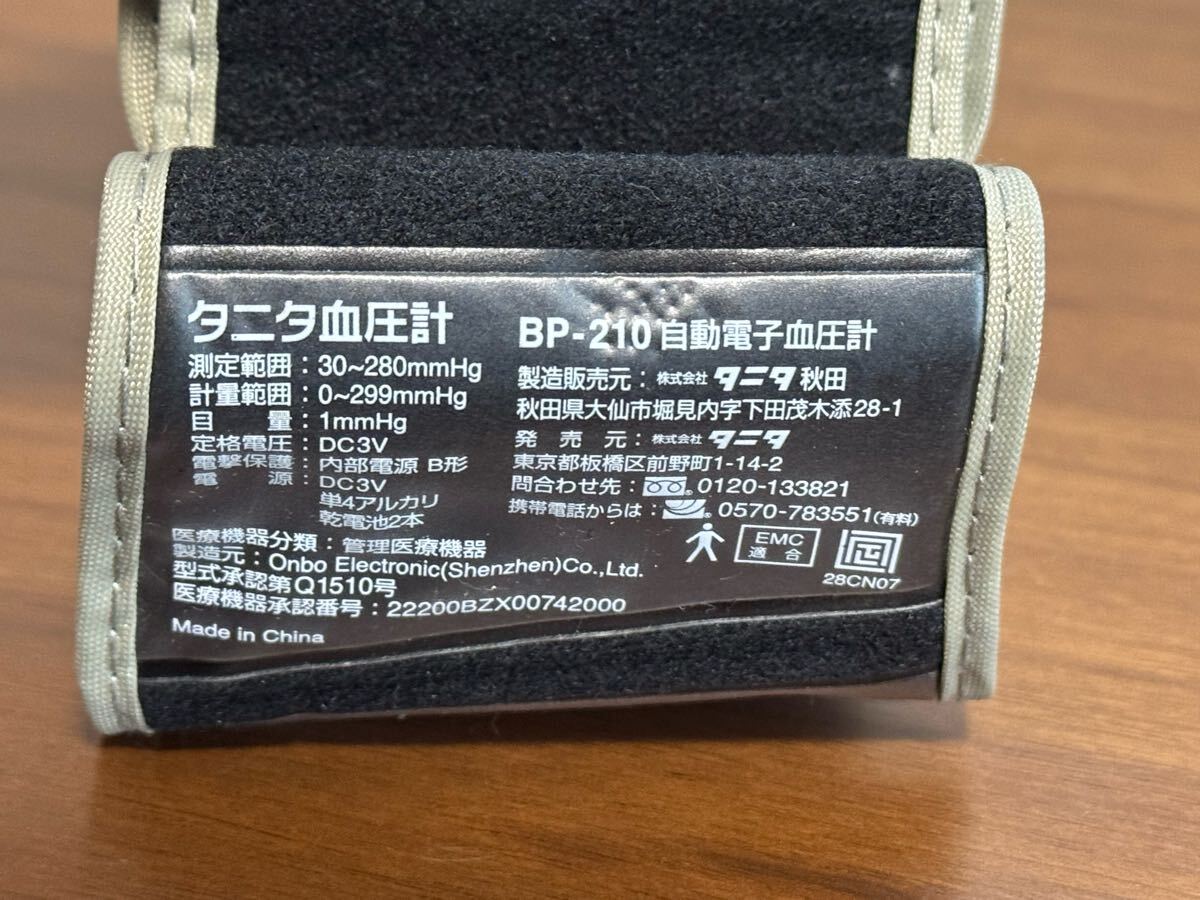 タニタ血圧計
測定範囲：30~280mmHg
計量範囲：0~299mmHg
目　　量：1mmHg
定格電圧：DC3V
電撃保護：内部電源 B形
電　　源：DC3V
単4アルカリ
乾電池2本
医療機器分類：管理医療機器
製造元：Onbo Electronic(Shenzhen)Co.,Ltd.
型式承認第Q1510号
医療機器承認番号：22200BZX00742000
Made in China
BP-210 自動電子血圧計
製造販売元：株式会社 タニタ 秋田
秋田県大仙市堀見内字下田茂木添28-1
発　売　元：株式会社 タニタ
東京都板橋区前野町1-14-2
問合わせ先：0120-133821
携帯電話からは：0570-783551(有料)
EMC
適合
28CN07